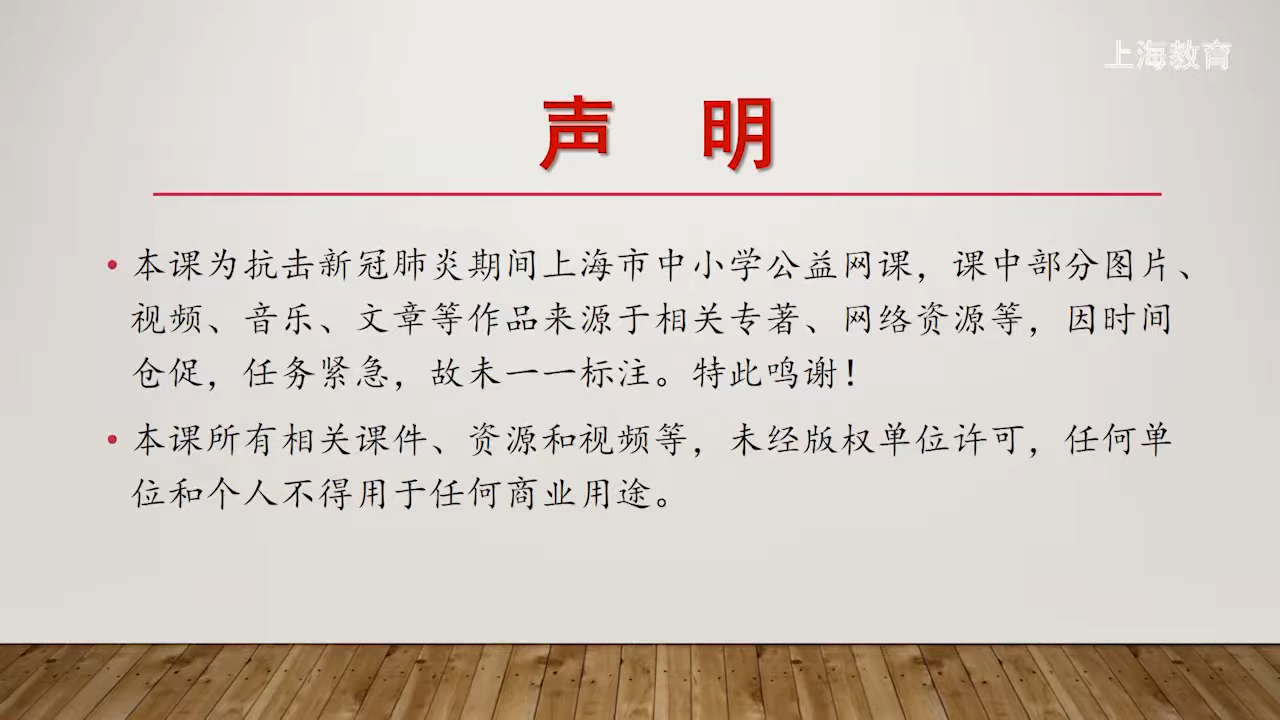 上海教育
声 明
• 本课为抗击新冠肺炎期间上海市中小学公益网课，课中部分图片、
视频、音乐、文章等作品来源于相关专著、网络资源等，因时间
仓促，任务紧急，故未一一标注。特此鸣谢！
• 本课所有相关课件、资源和视频等，未经版权单位许可，任何单
位和个人不得用于任何商业用途。